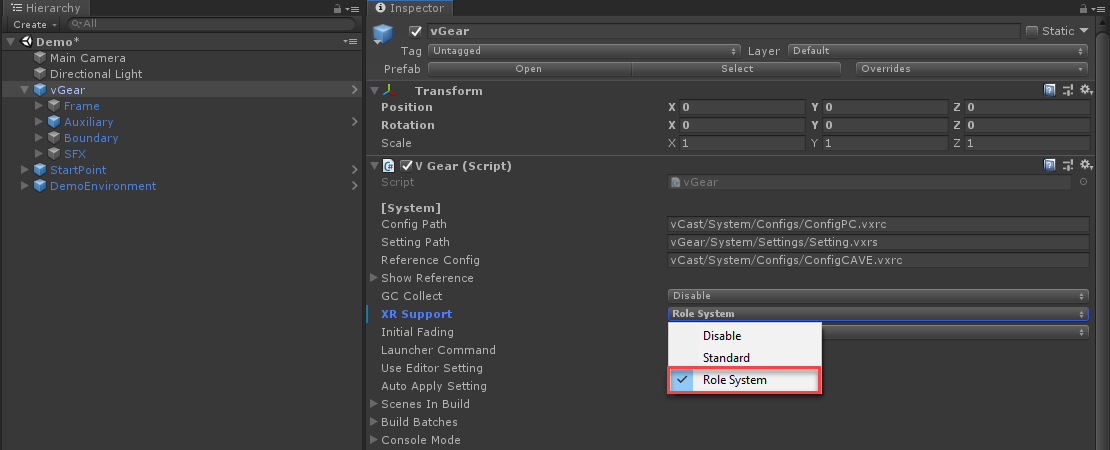 Hierarchy
Create
All
Demo*
Main Camera
Directional Light
vGear
Frame
Auxiliary
Boundary
SFX
StartPoint
DemoEnvironment
Inspector
vGear
Static
Tag Untagged Layer Default
Prefab Open Select Overrides
Transform
Position X 0 Y 0 Z 0
Rotation X 0 Y 0 Z 0
Scale X 1 Y 1 Z 1
V Gear (Script)
Script vGear
[System]
Config Path vCast/System/Configs/ConfigPC.vxrc
Setting Path vGear/System/Settings/Setting.vxrs
Reference Config vCast/System/Configs/ConfigCAVE.vxrc
Show Reference
GC Collect Disable
XR Support Role System
Initial Fading
Launcher Command
Use Editor Setting
Auto Apply Setting
Scenes In Build
Build Batches
Console Mode
Disable
Standard
Role System